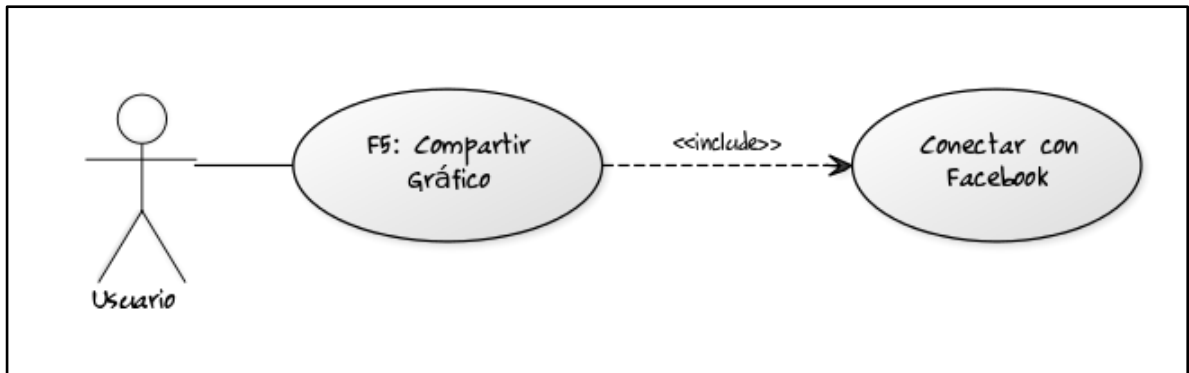 F5: Compartir
Gráfico
<<include>>
Conectar con
Facebook
Usuario